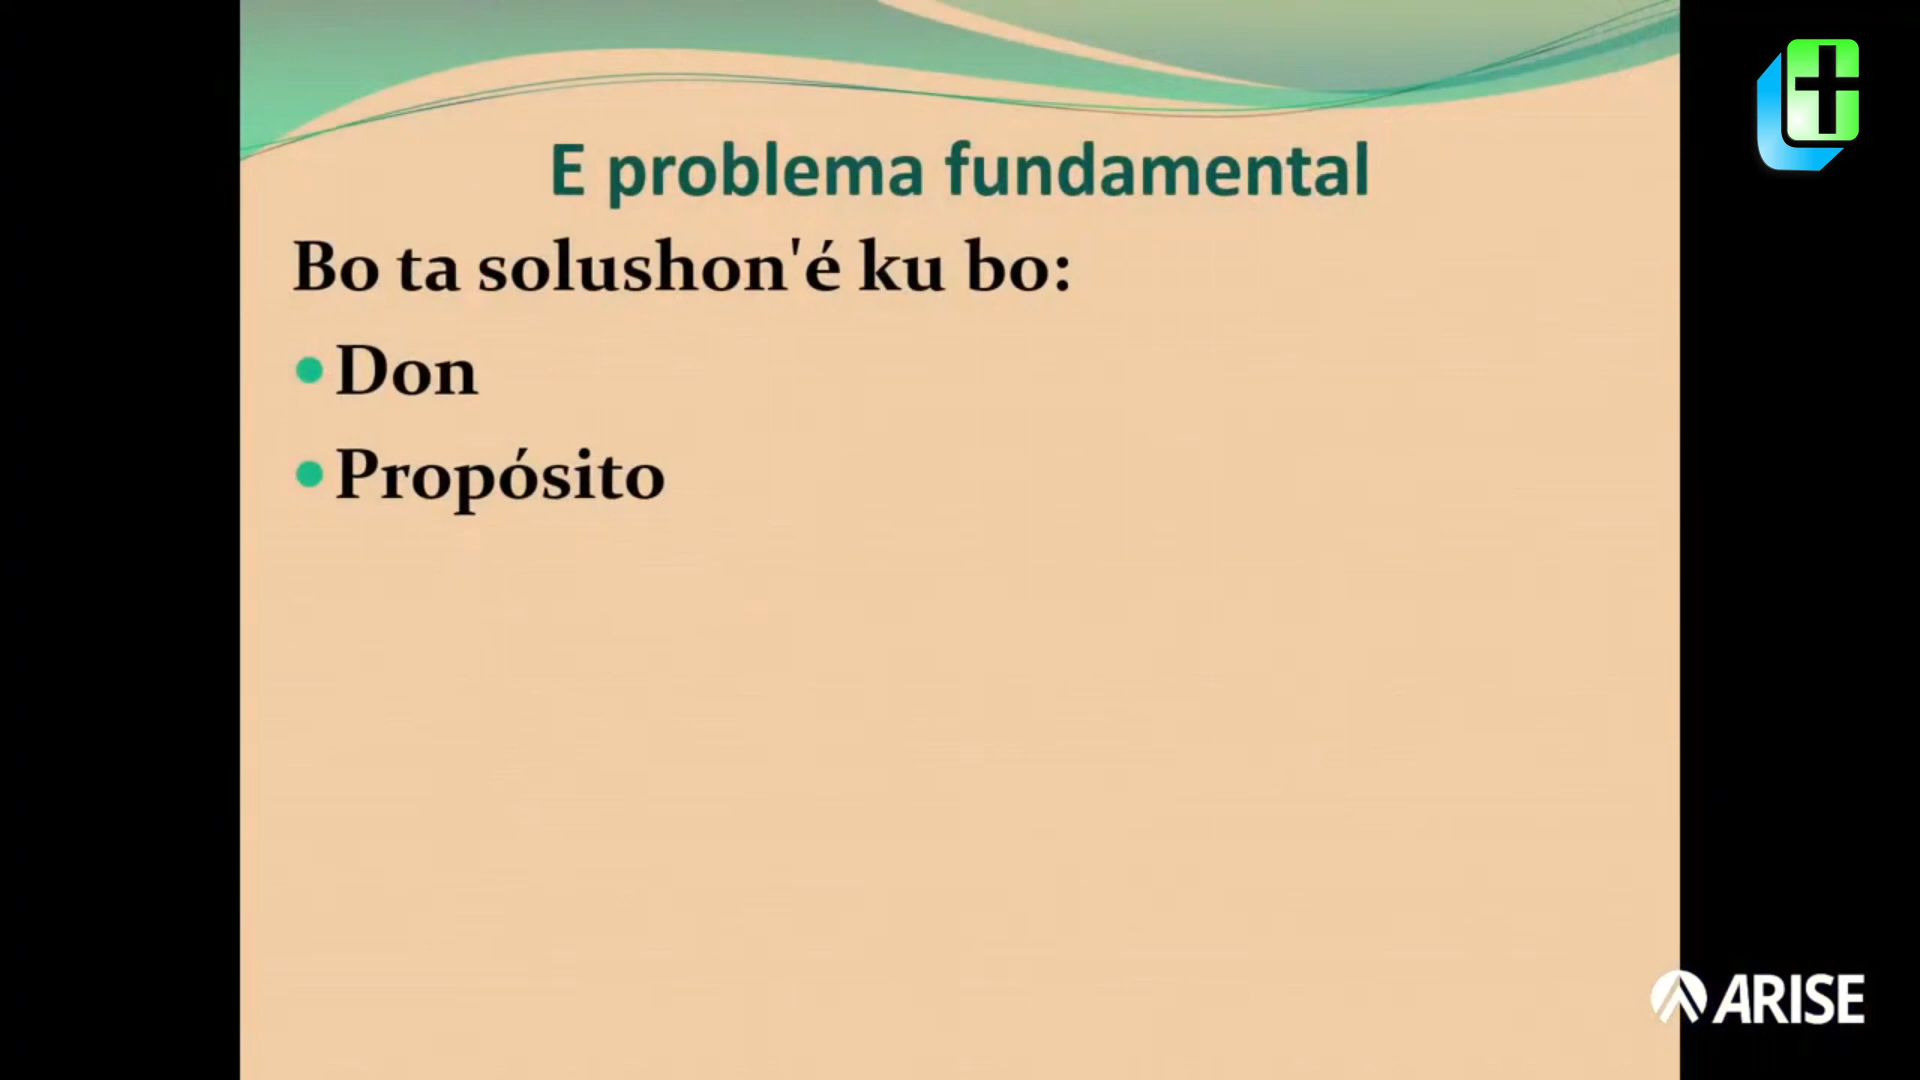 E problema fundamental
Bo ta solushon'é ku bo:
• Don
• Propósito
ARISE